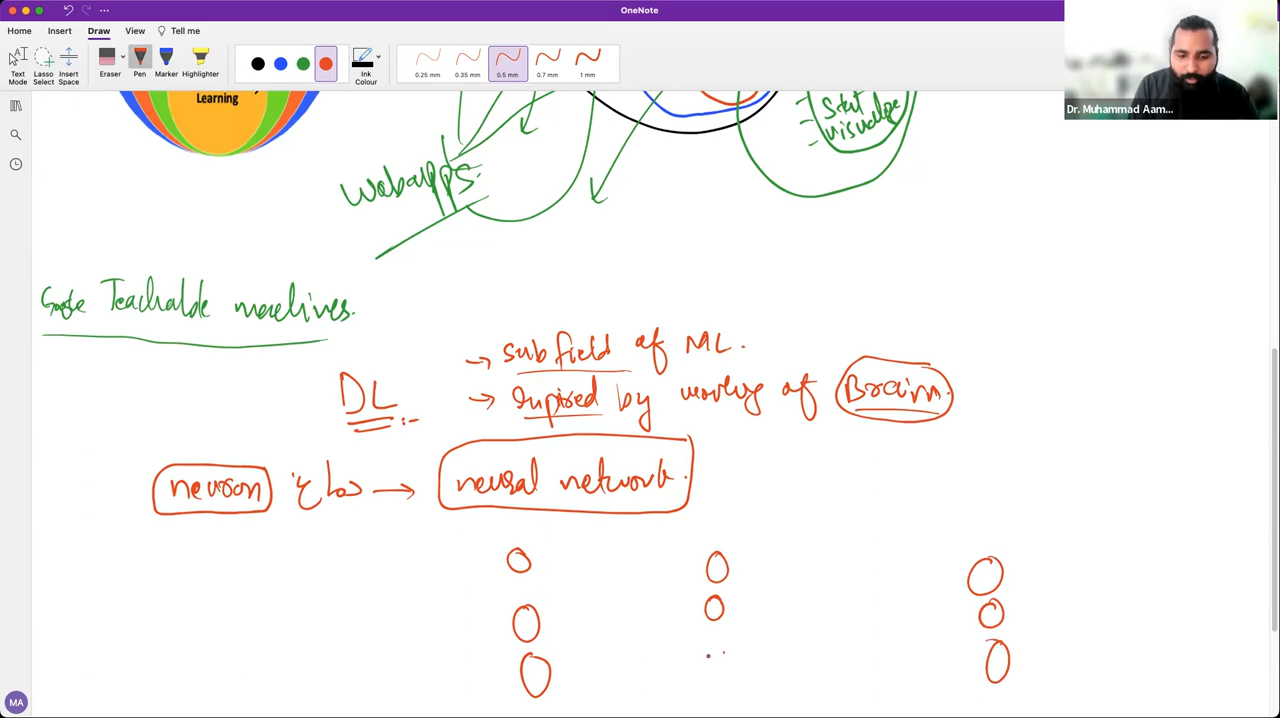 OneNote
Home Insert Draw View Tell me
Text Mode
Lasso Select
Insert Space
Eraser
Pen
Marker
Highlighter
Ink Colour
0.25 mm
0.35 mm
0.5 mm
0.7 mm
1 mm
Dr. Muhammad Aam...
Learning
- Stat
- visualize
Webapps.
Google Teachable machines.
DL :-
→ subfield of ML.
→ Inspired by working of Brain.
neuron → neural network.
MA